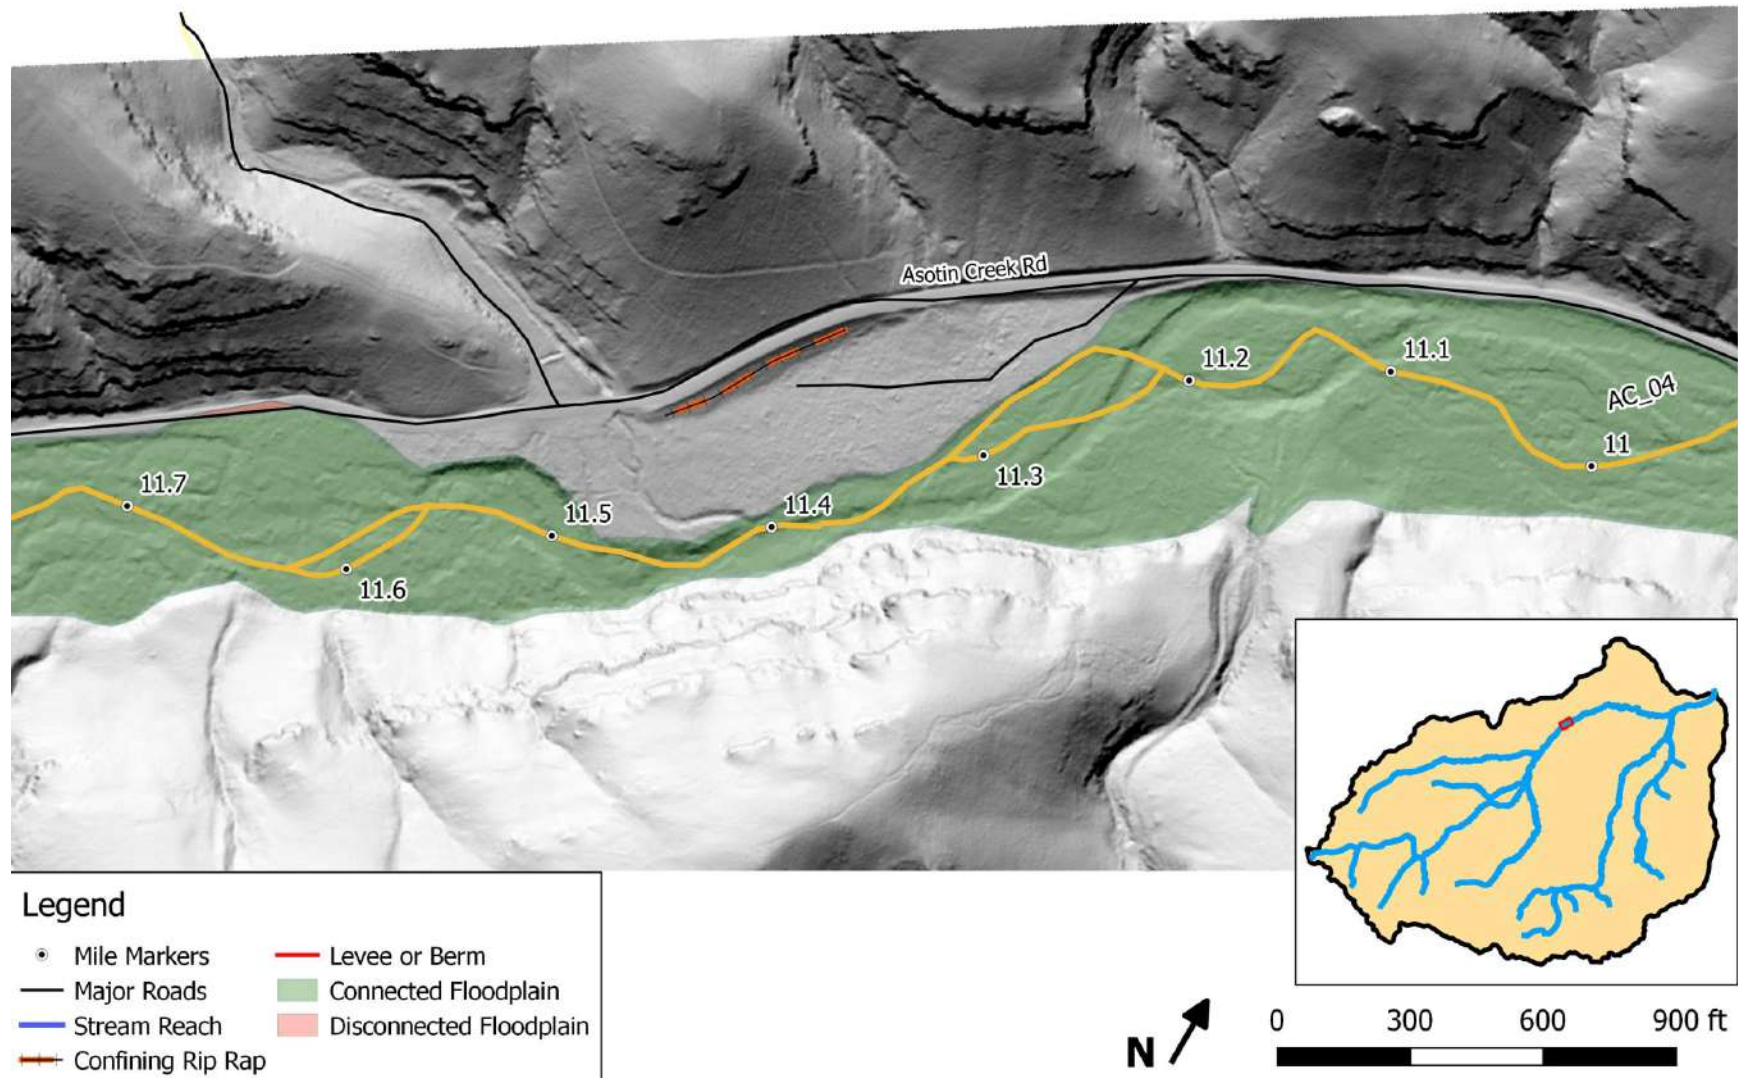 Asotin Creek Rd
11.2
11.1
AC_04
11
11.3
11.4
11.5
11.7
11.6
Legend
Mile Markers
Major Roads
Stream Reach
Confining Rip Rap
Levee or Berm
Connected Floodplain
Disconnected Floodplain
N
0 300 600 900 ft